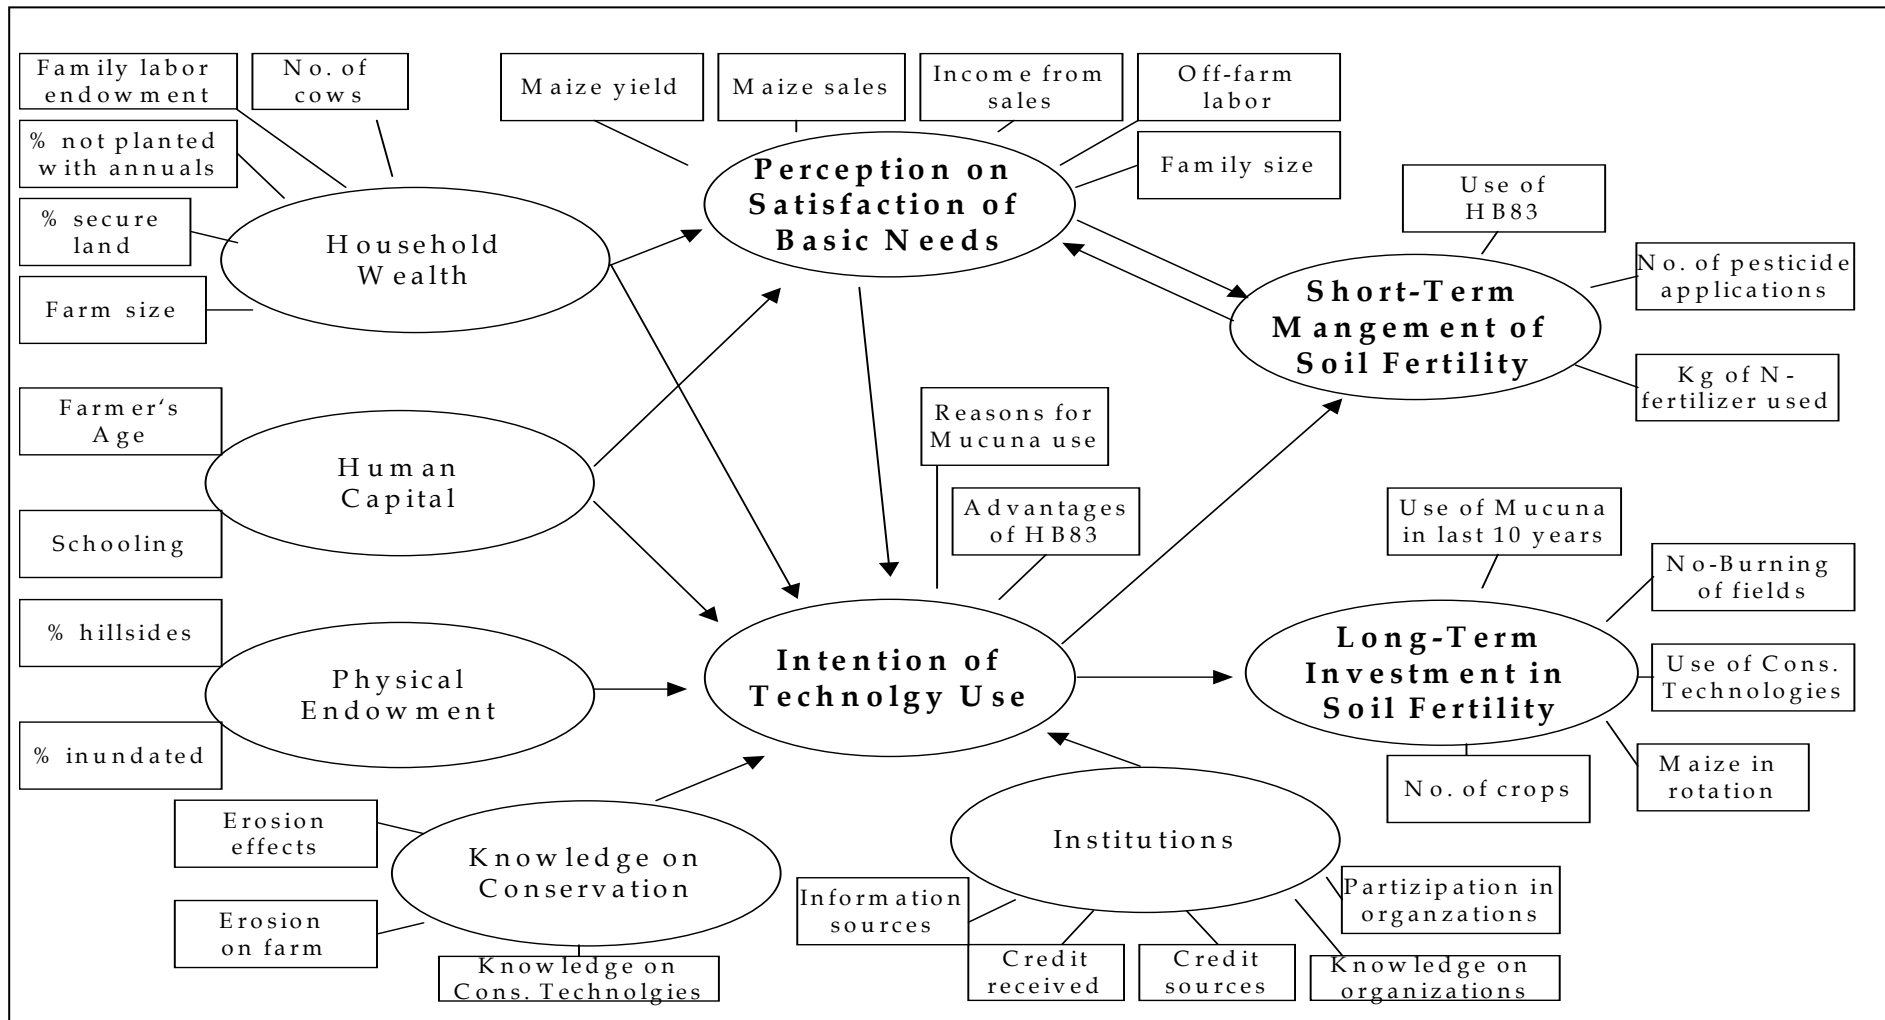 Family labor
endowment
No. of
cows
Maize yield
Maize sales
Income from
sales
Off-farm
labor
% not planted
with annuals
Perception on
Satisfaction of
Basic Needs
Family size
Use of
HB83
% secure
land
Household
Wealth
No. of pesticide
applications
Farm size
Short-Term
Mangement of
Soil Fertility
Kg of N-
fertilizer used
Farmer‘s
Age
Reasons for
Mucuna use
Human
Capital
Advantages
of HB83
Use of Mucuna
in last 10 years
Schooling
No-Burning
of fields
% hillsides
Physical
Endowment
Intention of
Technolgy Use
Long-Term
Investment in
Soil Fertility
Use of Cons.
Technologies
% inundated
No. of crops
Maize in
rotation
Erosion
effects
Knowledge on
Conservation
Institutions
Information
sources
Partizipation in
organzations
Erosion
on farm
Knowledge on
Cons. Technolgies
Credit
received
Credit
sources
Knowledge on
organizations